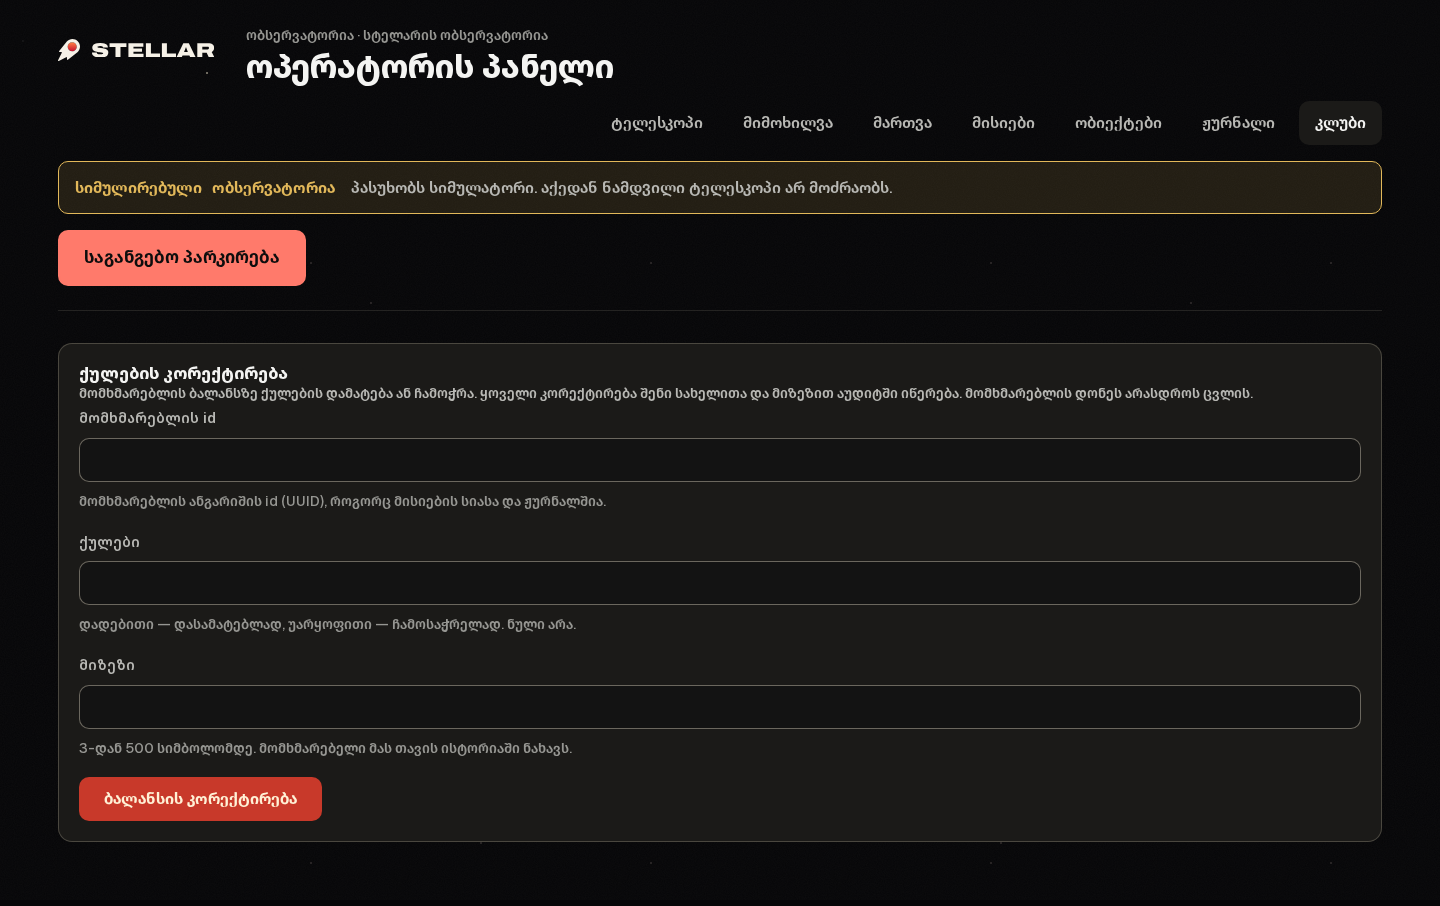 STELLAR
ობსერვატორია · სტელარის ობსერვატორია
ოპერატორის პანელი
ტელესკოპი მიმოხილვა მართვა მისიები ობიექტები ჟურნალი კლუბი
სიმულირებული ობსერვატორია პასუხობს სიმულატორი. აქედან ნამდვილი ტელესკოპი არ მოძრაობს.
საგანგებო პარკირება
ქულების კორექტირება
მომხმარებლის ბალანსზე ქულების დამატება ან ჩამოჭრა. ყოველი კორექტირება შენი სახელითა და მიზეზით აუდიტში იწერება. მომხმარებლის დონეს არასდროს ცვლის.
მომხმარებლის id
მომხმარებლის ანგარიშის id (UUID), როგორც მისიების სიასა და ჟურნალშია.
ქულები
დადებითი — დასამატებლად, უარყოფითი — ჩამოსაჭრელად. ნული არა.
მიზეზი
3-დან 500 სიმბოლომდე. მომხმარებელი მას თავის ისტორიაში ნახავს.
ბალანსის კორექტირება